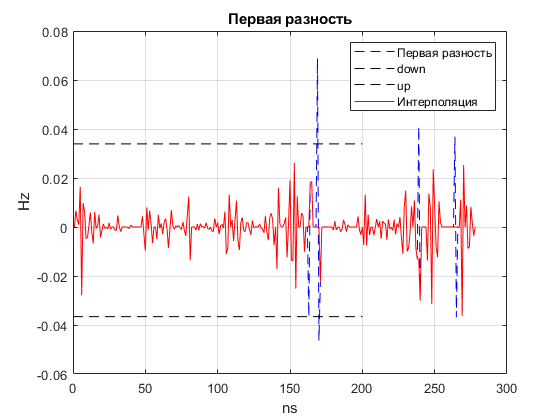 Первая разность
Первая разность
down
up
Интерполяция
0.08
0.06
0.04
0.02
0
-0.02
-0.04
-0.06
Hz
0 50 100 150 200 250 300
ns